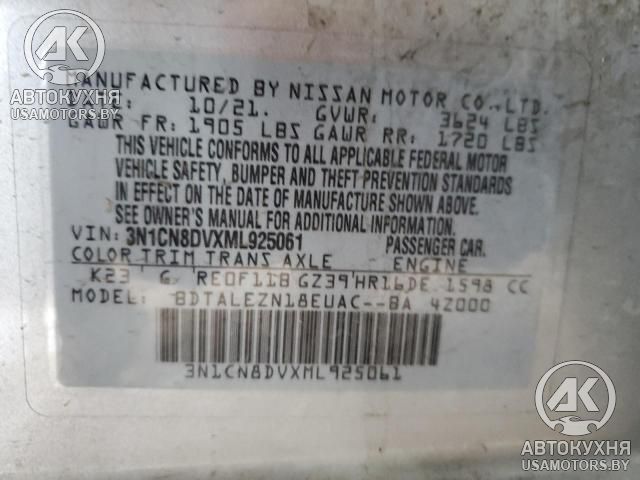 АК
АВТОКУХНЯ
USAMOTORS.BY
MANUFACTURED BY NISSAN MOTOR CO.,LTD.
DATE: 10/21. GVWR: 3624 LBS
GAWR FR: 1905 LBS GAWR RR: 1720 LBS
THIS VEHICLE CONFORMS TO ALL APPLICABLE FEDERAL MOTOR
VEHICLE SAFETY, BUMPER AND THEFT PREVENTION STANDARDS
IN EFFECT ON THE DATE OF MANUFACTURE SHOWN ABOVE.
SEE OWNER'S MANUAL FOR ADDITIONAL INFORMATION.
VIN: 3N1CN8DVXML925061 PASSENGER CAR.
COLOR TRIM TRANS AXLE ENGINE
K23 G RE0F11B GZ39 HR16DE 1598 CC
MODEL: BDTALEZN18EUAC--BA 4Z000
3N1CN8DVXML925061
АК
АВТОКУХНЯ
USAMOTORS.BY